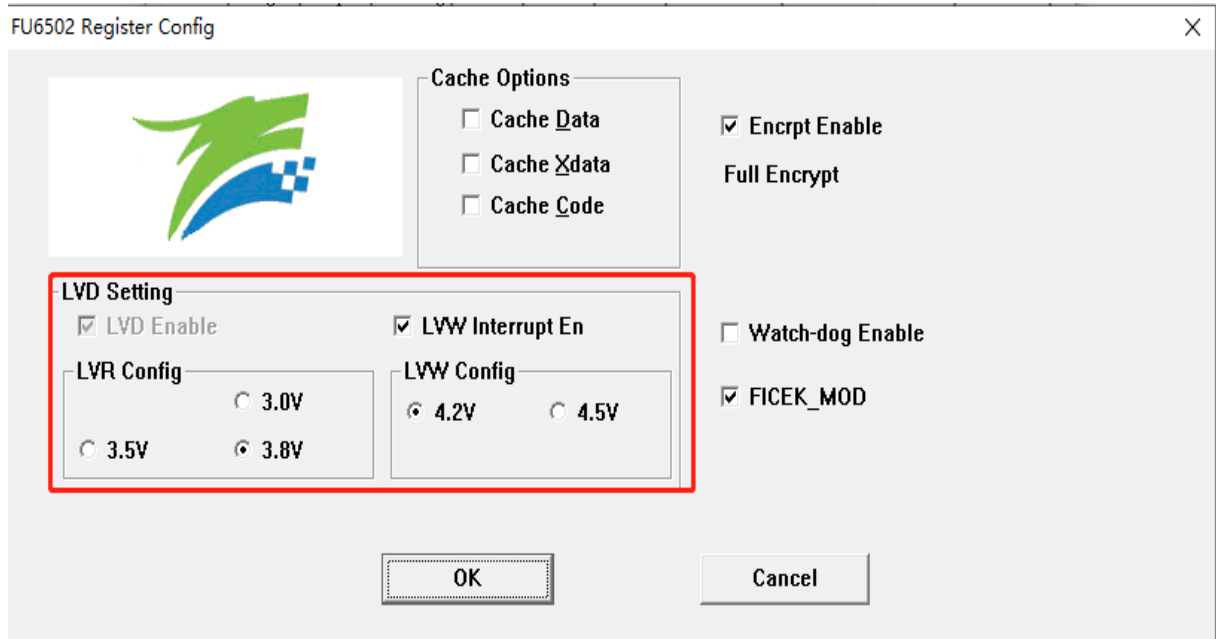 FU6502 Register Config
Cache Options
Cache Data
Cache Xdata
Cache Code
Encrpt Enable
Full Encrypt
LVD Setting
LVD Enable
LVW Interrupt En
LVR Config
3.0V
3.5V
3.8V
LVW Config
4.2V
4.5V
Watch-dog Enable
FICEK_MOD
OK
Cancel